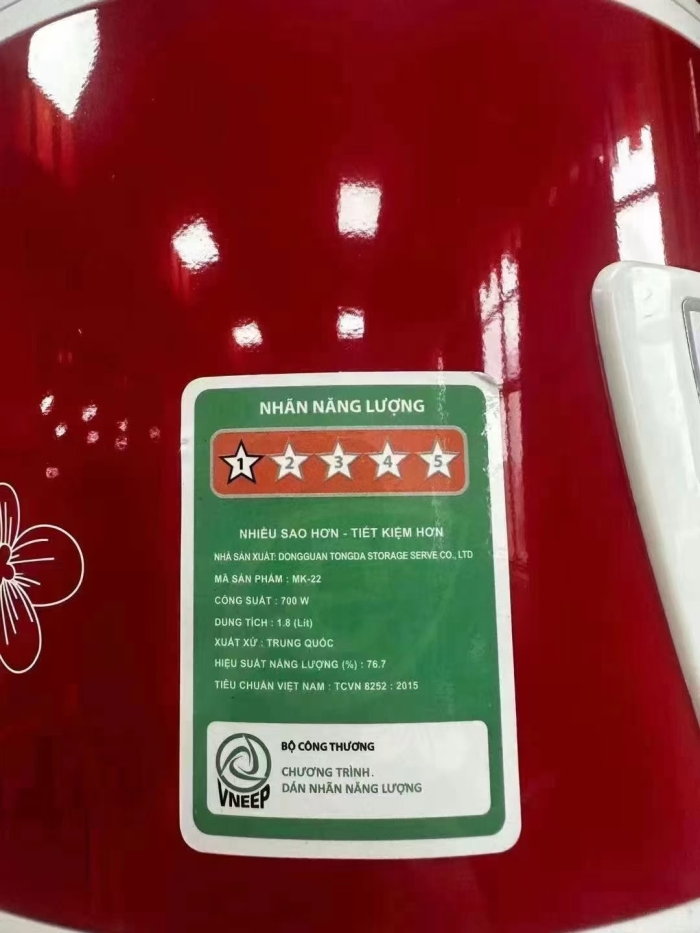 NHÃN NĂNG LƯỢNG
1 2 3 4 5
NHIỀU SAO HƠN - TIẾT KIỆM HƠN
NHÀ SẢN XUẤT: DONGGUAN TONGDA STORAGE SERVE CO., LTD
MÃ SẢN PHẨM : MK-22
CÔNG SUẤT : 700 W
DUNG TÍCH : 1.8 (Lít)
XUẤT XỨ : TRUNG QUỐC
HIỆU SUẤT NĂNG LƯỢNG (%) : 76.7
TIÊU CHUẨN VIỆT NAM : TCVN 8252 : 2015
BỘ CÔNG THƯƠNG
CHƯƠNG TRÌNH.
DÁN NHÃN NĂNG LƯỢNG
VNEEP